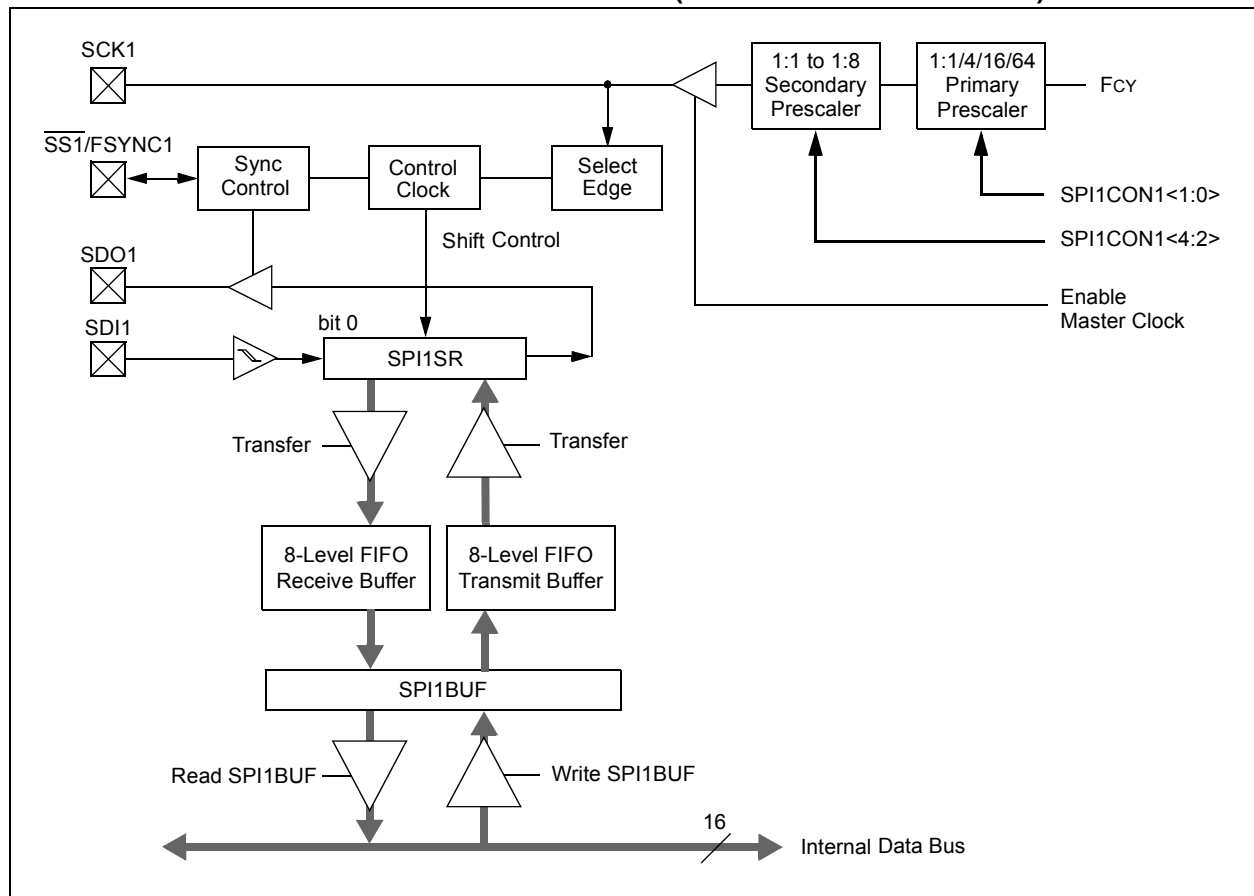 SCK1
1:1 to 1:8
Secondary
Prescaler
1:1/4/16/64
Primary
Prescaler
FCY
SS1/FSYNC1
Sync
Control
Control
Clock
Select
Edge
SPI1CON1<1:0>
Shift Control
SPI1CON1<4:2>
SDO1
Enable
Master Clock
SDI1
bit 0
SPI1SR
Transfer
Transfer
8-Level FIFO
Receive Buffer
8-Level FIFO
Transmit Buffer
SPI1BUF
Read SPI1BUF
Write SPI1BUF
16
Internal Data Bus